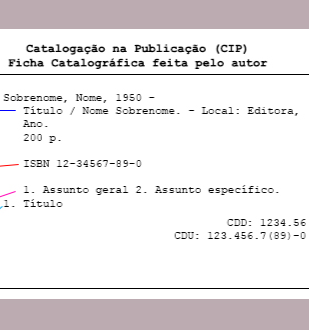 Catalogação na Publicação (CIP)
Ficha Catalográfica feita pelo autor
Sobrenome, Nome, 1950 -
Título / Nome Sobrenome. - Local: Editora,
Ano.
200 p.
ISBN 12-34567-89-0
1. Assunto geral 2. Assunto específico.
1. Título
CDD: 1234.56
CDU: 123.456.7(89)-0